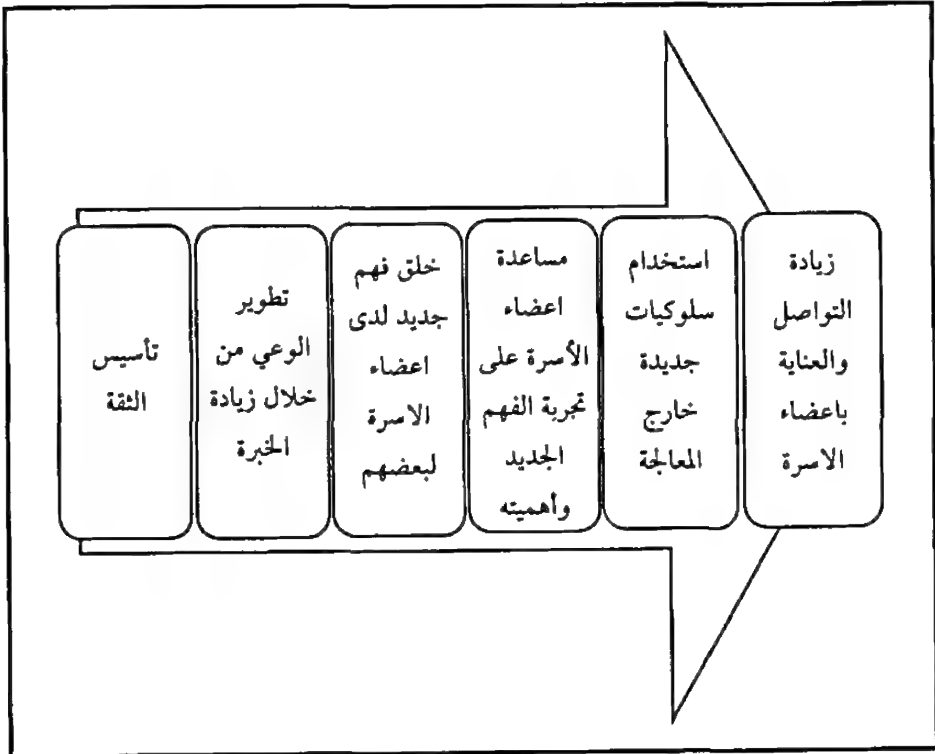 تأسيس
الثقة
تطوير
الوعي من
خلال زيادة
الخبرة
خلق فهم
جديد لدى
اعضاء
الاسرة
لبعضهم
مساعدة
اعضاء
الأسرة على
تجربة الفهم
الجديد
وأهميته
استخدام
سلوكيات
جديدة
خارج
المعالجة
زيادة
التواصل
والعناية
باعضاء
الاسرة